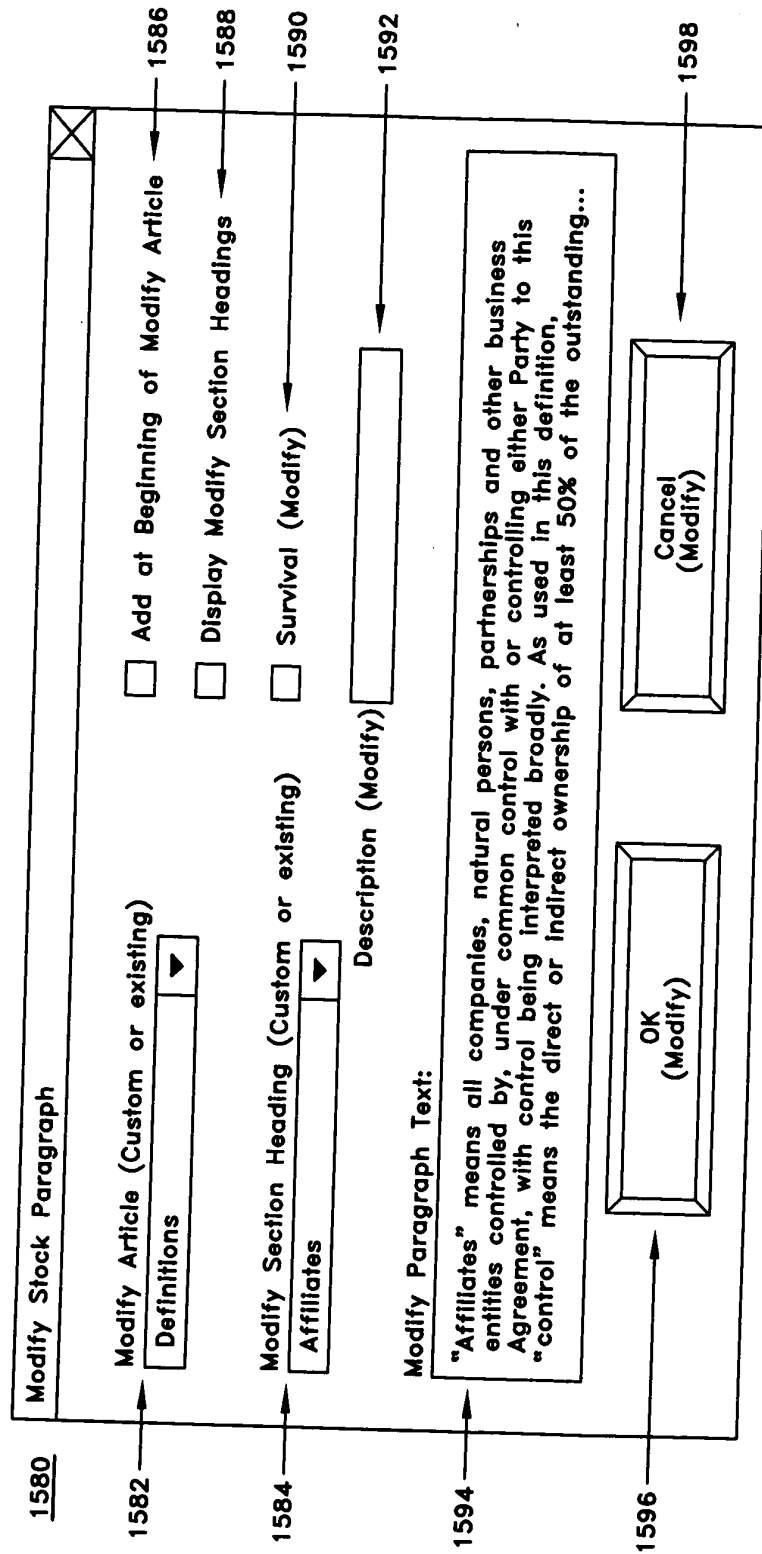 1580
Modify Stock Paragraph
1582
Modify Article (Custom or existing)
Definitions
Add at Beginning of Modify Article
1586
Display Modify Section Headings
1588
1584
Modify Section Heading (Custom or existing)
Affiliates
Survival (Modify)
1590
Description (Modify)
1592
Modify Paragraph Text:
1594
"Affiliates" means all companies, natural persons, partnerships and other business
entities controlled by, under common control with or controlling either Party to this
Agreement, with control being interpreted broadly. As used in this definition,
"control" means the direct or indirect ownership of at least 50% of the outstanding...
1596
OK
(Modify)
Cancel
(Modify)
1598